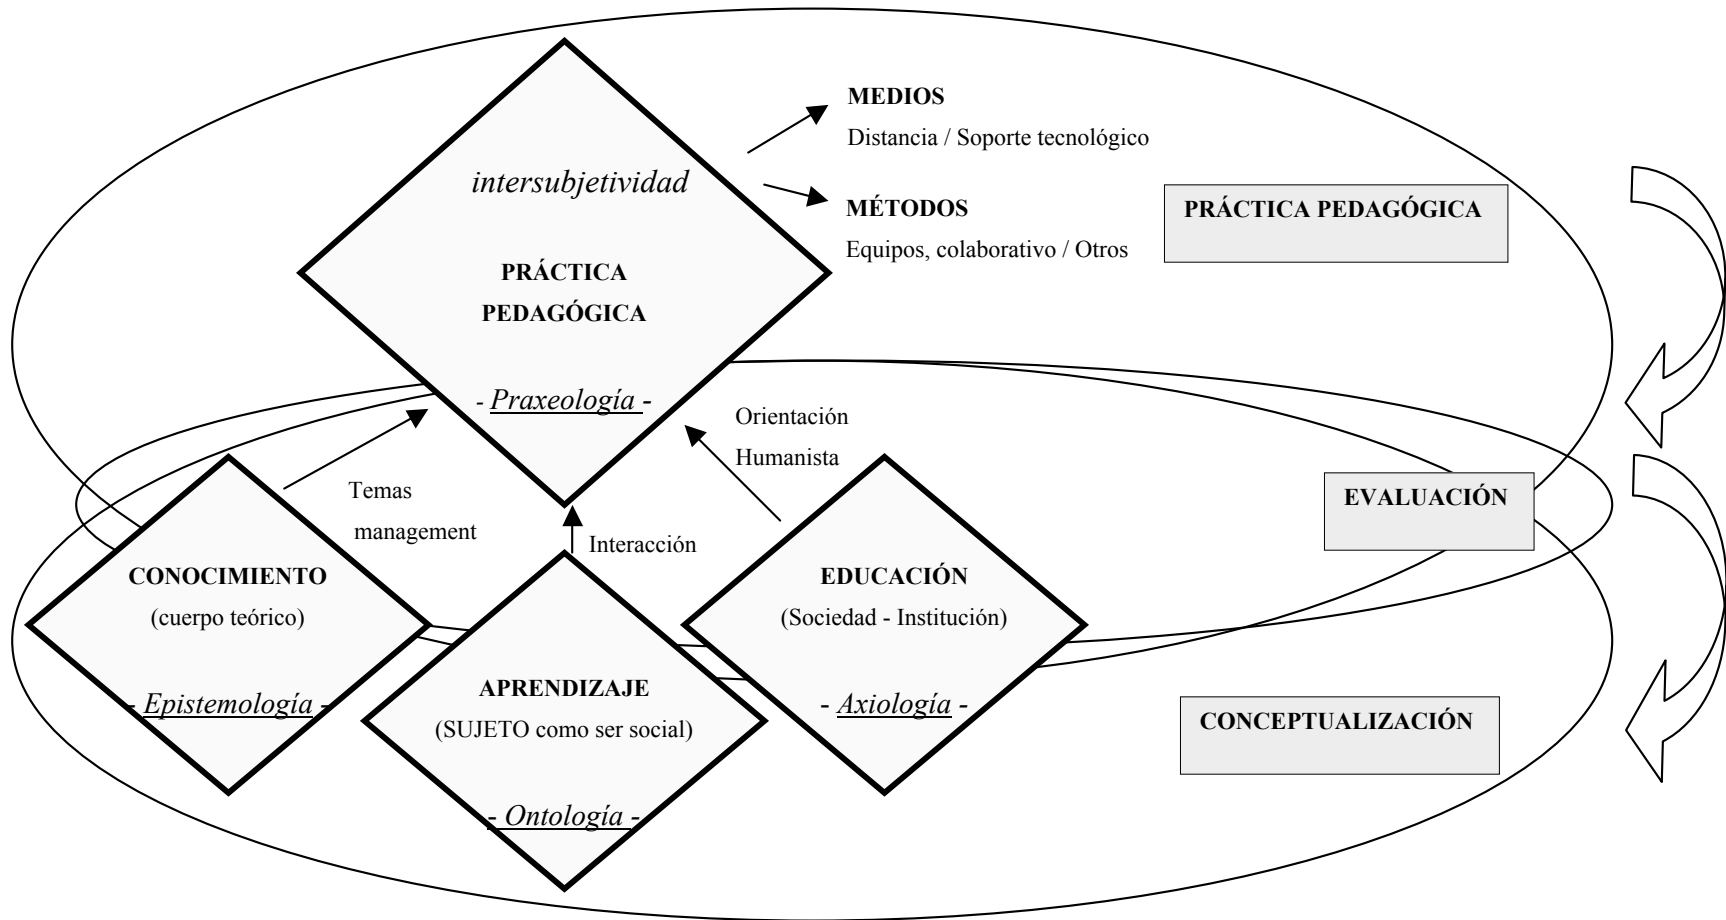 MEDIOS
Distancia / Soporte tecnológico
intersubjetividad
MÉTODOS
Equipos, colaborativo / Otros
PRÁCTICA PEDAGÓGICA
PRÁCTICA
PEDAGÓGICA
- Praxeología -
Orientación
Humanista
Temas
management
Interacción
EVALUACIÓN
CONOCIMIENTO
(cuerpo teórico)
- Epistemología -
EDUCACIÓN
(Sociedad - Institución)
- Axiología -
APRENDIZAJE
(SUJETO como ser social)
- Ontología -
CONCEPTUALIZACIÓN